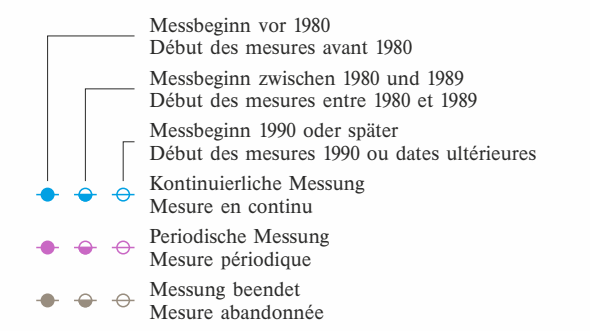 Messbeginn vor 1980
Début des mesures avant 1980
Messbeginn zwischen 1980 und 1989
Début des mesures entre 1980 et 1989
Messbeginn 1990 oder später
Début des mesures 1990 ou dates ultérieures
Kontinuierliche Messung
Mesure en continu
Periodische Messung
Mesure périodique
Messung beendet
Mesure abandonnée